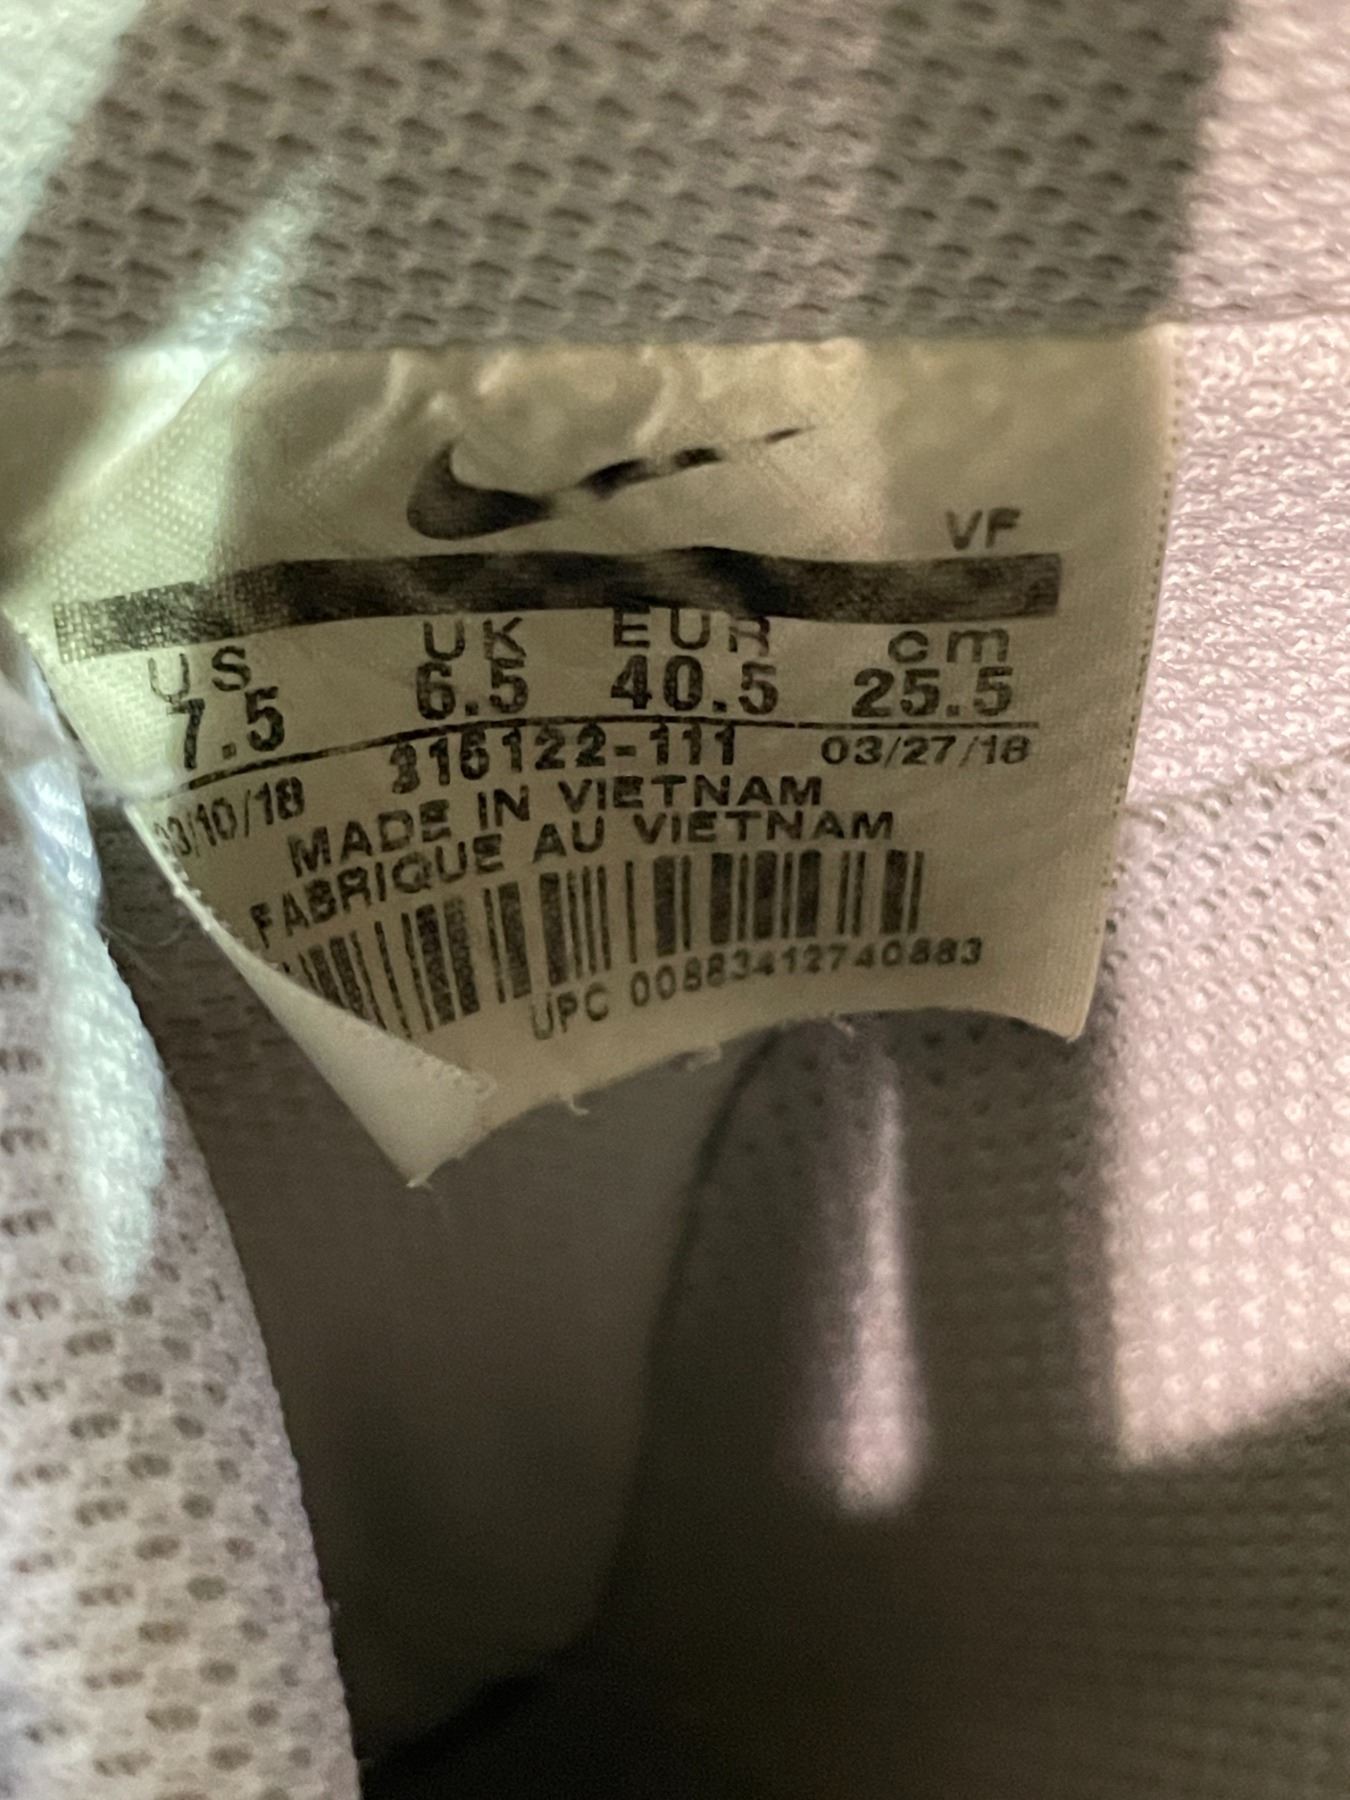 VF
US UK EUR cm
7.5 6.5 40.5 25.5
03/10/18 315122-111 03/27/18
MADE IN VIETNAM
FABRIQUE AU VIETNAM
UPC 00883412740883